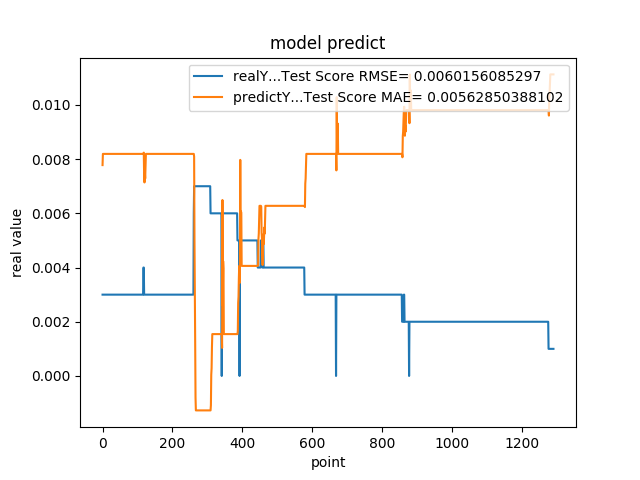 model predict
realY...Test Score RMSE= 0.0060156085297
predictY...Test Score MAE= 0.00562850388102
0.010
0.008
0.006
0.004
0.002
0.000
real value
0 200 400 600 800 1000 1200
point